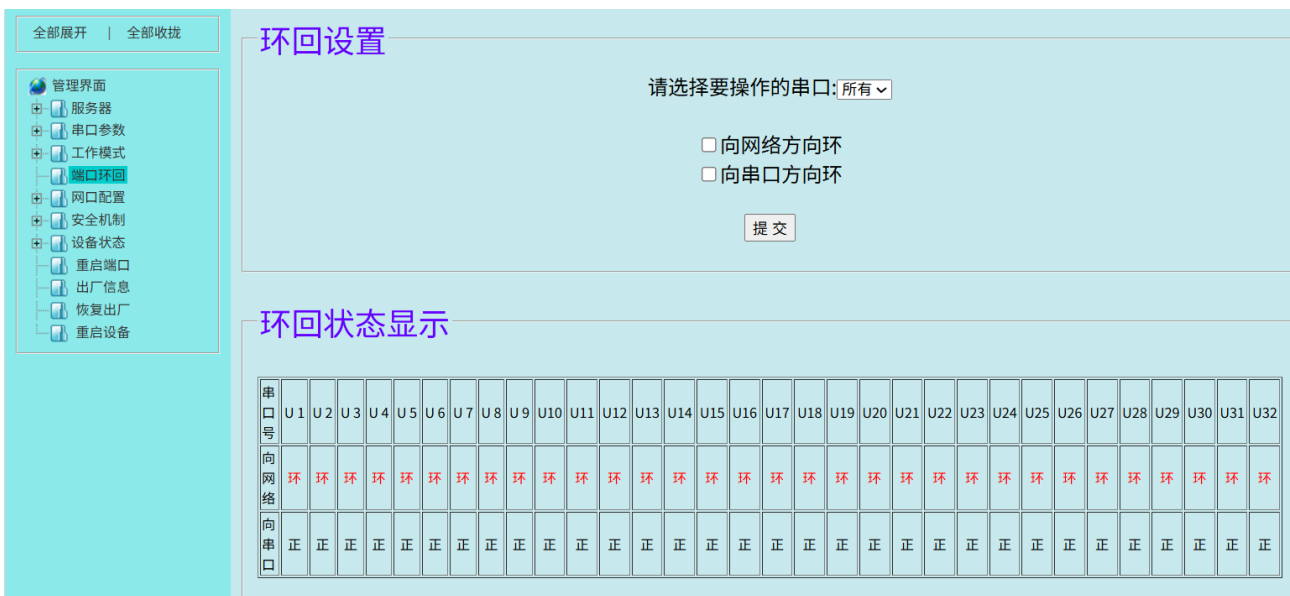 全部展开 | 全部收拢
管理界面
服务器
串口参数
工作模式
端口环回
网口配置
安全机制
设备状态
重启端口
出厂信息
恢复出厂
重启设备
环回设置
请选择要操作的串口:所有
向网络方向环
向串口方向环
提 交
环回状态显示
串口号 U 1 U 2 U 3 U 4 U 5 U 6 U 7 U 8 U 9 U10 U11 U12 U13 U14 U15 U16 U17 U18 U19 U20 U21 U22 U23 U24 U25 U26 U27 U28 U29 U30 U31 U32
向网络 环 环 环 环 环 环 环 环 环 环 环 环 环 环 环 环 环 环 环 环 环 环 环 环 环 环 环 环 环 环 环 环
向串口 正 正 正 正 正 正 正 正 正 正 正 正 正 正 正 正 正 正 正 正 正 正 正 正 正 正 正 正 正 正 正 正